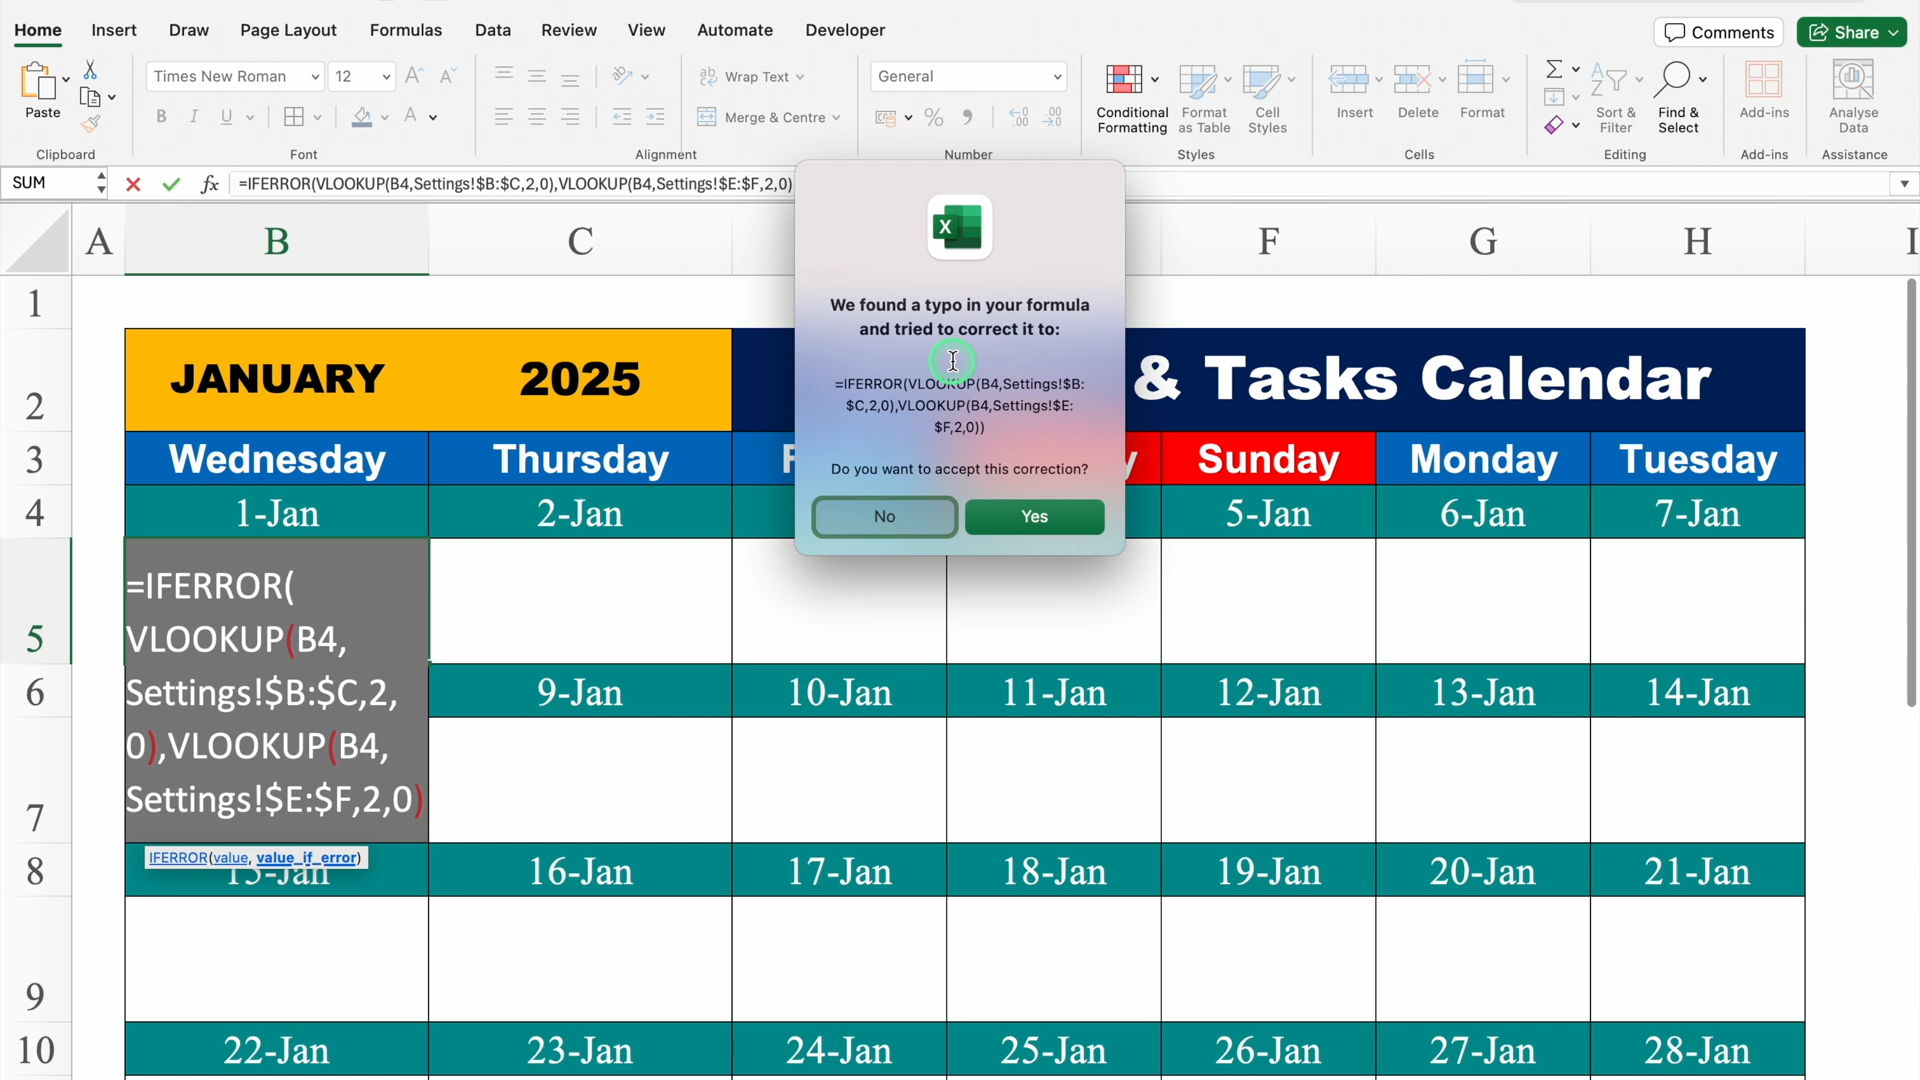 Home Insert Draw Page Layout Formulas Data Review View Automate Developer Comments Share
Paste Times New Roman 12 Wrap Text General Conditional Formatting Format as Table Cell Styles Insert Delete Format Sort & Filter Find & Select Add-ins Analyse Data
B I U A Merge & Centre %
Clipboard Font Alignment Number Styles Cells Editing Add-ins Assistance
SUM fx =IFERROR(VLOOKUP(B4,Settings!$B:$C,2,0),VLOOKUP(B4,Settings!$E:$F,2,0)
We found a typo in your formula
and tried to correct it to:
=IFERROR(VLOOKUP(B4,Settings!$B:
$C,2,0),VLOOKUP(B4,Settings!$E:
$F,2,0))
Do you want to accept this correction?
No Yes
A B C F G H I
1
2 JANUARY 2025 & Tasks Calendar
3 Wednesday Thursday Sunday Monday Tuesday
4 1-Jan 2-Jan 5-Jan 6-Jan 7-Jan
5
=IFERROR(
VLOOKUP(B4,
Settings!$B:$C,2,
0),VLOOKUP(B4,
Settings!$E:$F,2,0)
6 9-Jan 10-Jan 11-Jan 12-Jan 13-Jan 14-Jan
7
IFERROR(value, value_if_error)
8 15-Jan 16-Jan 17-Jan 18-Jan 19-Jan 20-Jan 21-Jan
9
10 22-Jan 23-Jan 24-Jan 25-Jan 26-Jan 27-Jan 28-Jan